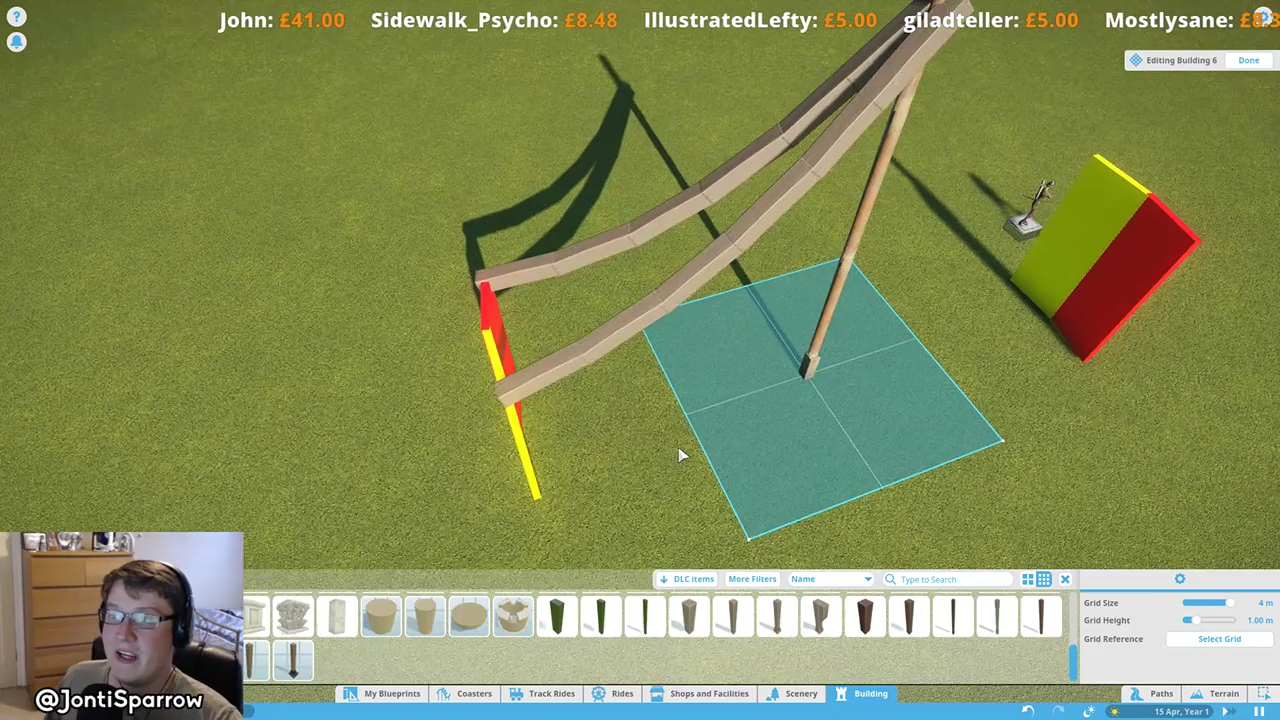 John: £41.00 Sidewalk_Psycho: £8.48 IllustratedLefty: £5.00 giladteller: £5.00 Mostlysane:
?
Editing Building 6 Done
DLC items More Filters Name Type to Search
Grid Size 4 m
Grid Height 1.00 m
Grid Reference Select Grid
@JontiSparrow
My Blueprints Coasters Track Rides Rides Shops and Facilities Scenery Building Paths Terrain
15 Apr, Year 1